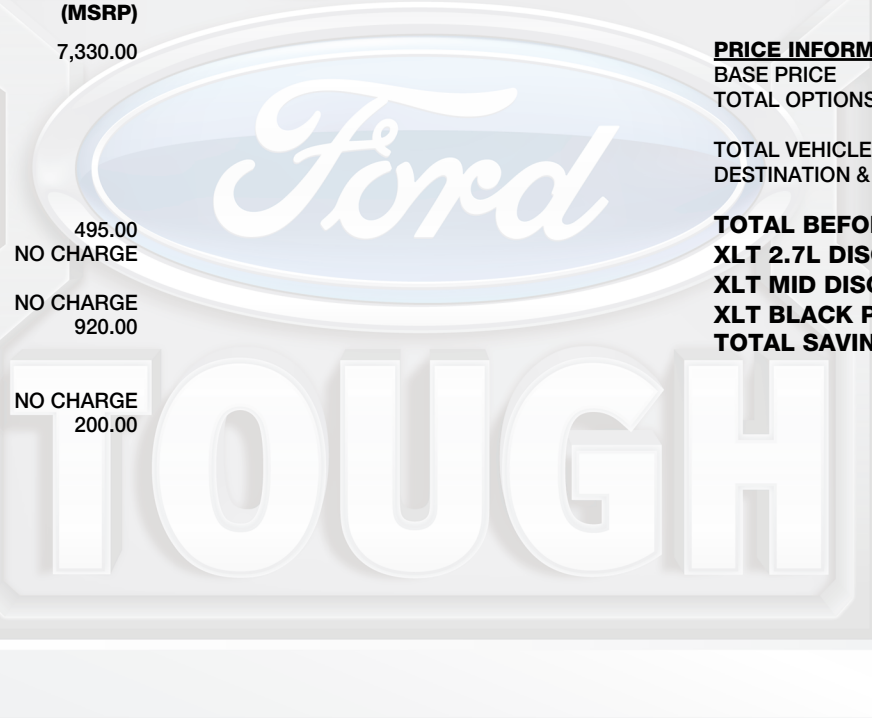 (MSRP)
7,330.00
495.00
NO CHARGE
NO CHARGE
920.00
NO CHARGE
200.00
PRICE INFORM
BASE PRICE
TOTAL OPTIONS
TOTAL VEHICLE
DESTINATION &
TOTAL BEFO
XLT 2.7L DIS
XLT MID DISC
XLT BLACK P
TOTAL SAVIN
Ford
TOUGH